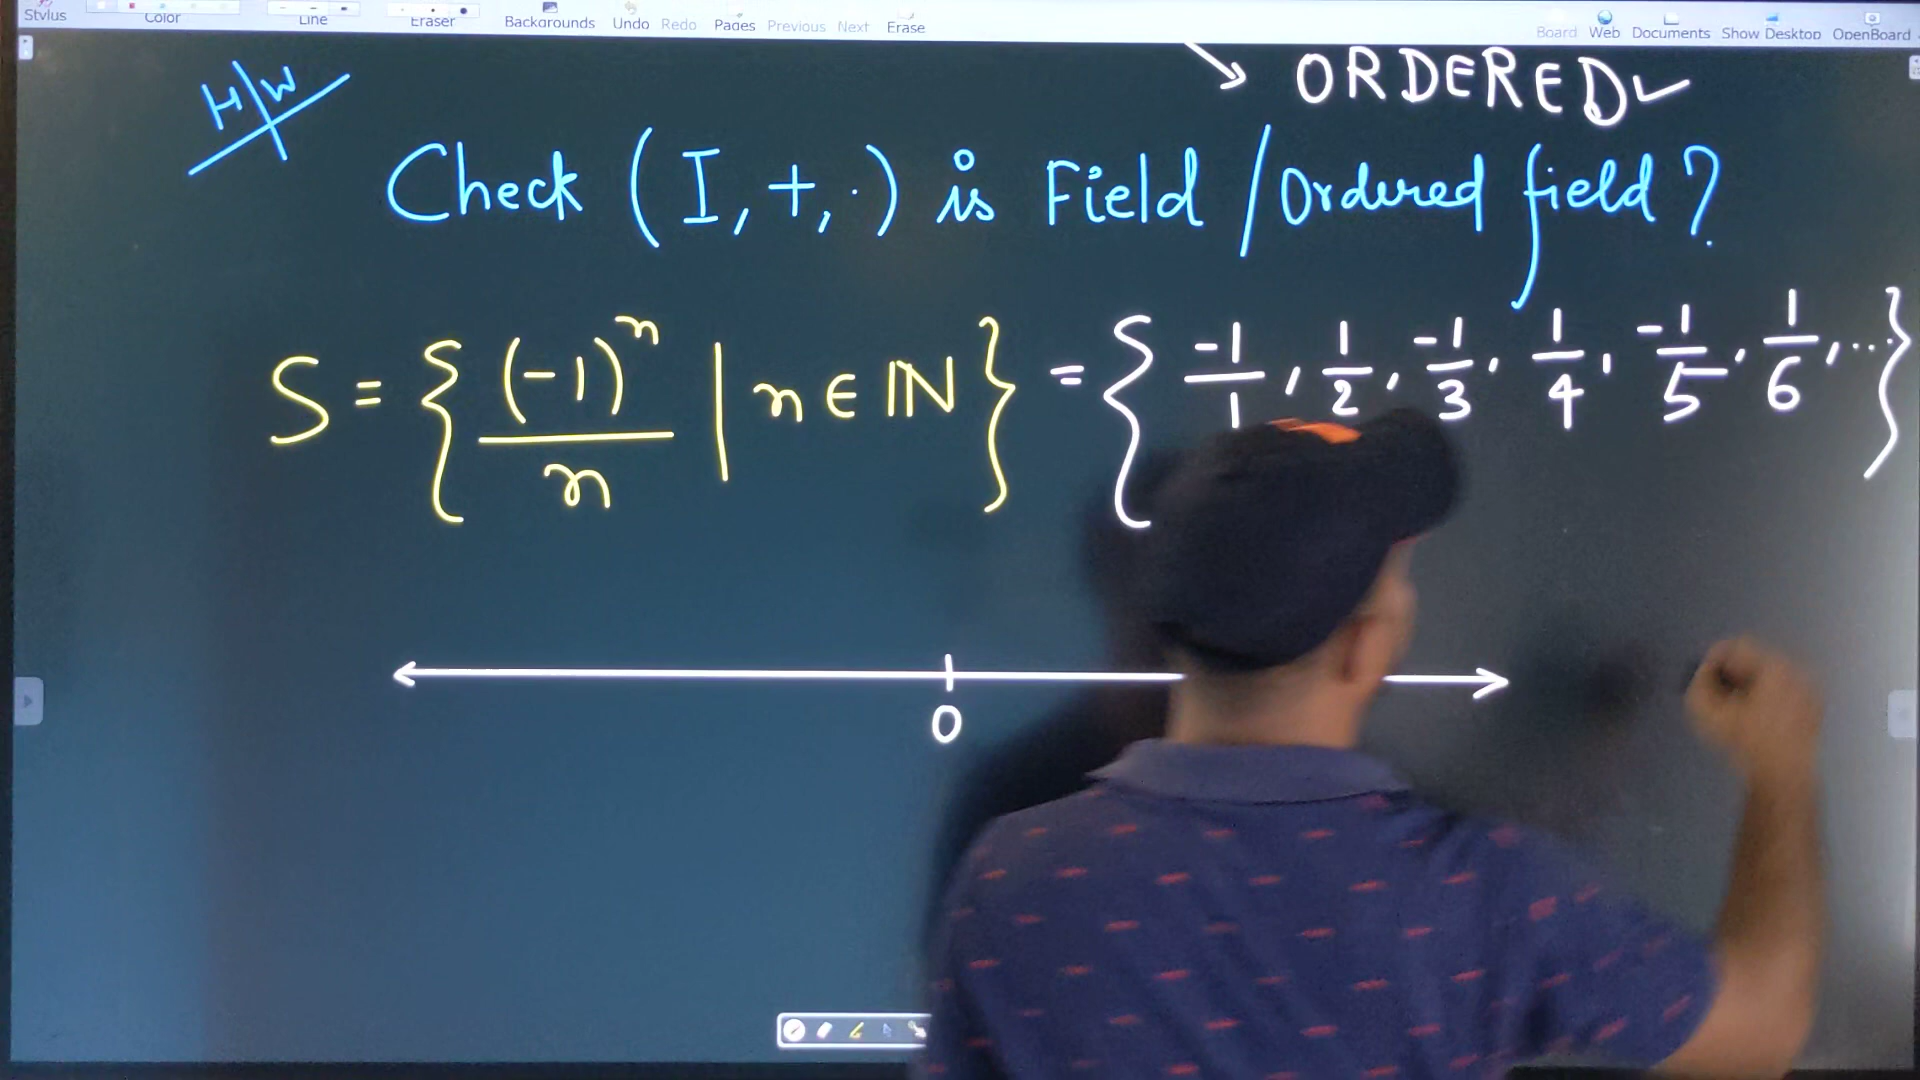 Stylus Color Line Eraser Backgrounds Undo Redo Pages Previous Next Erase Board Web Documents Show Desktop OpenBoard
→ ORDERED ✓
H/W
Check (I, +, ·) is Field / Ordered field ?
S = { (-1)^n / n | n ∈ ℕ } = { -1/1, 1/2, -1/3, 1/4, -1/5, 1/6, ... }
0